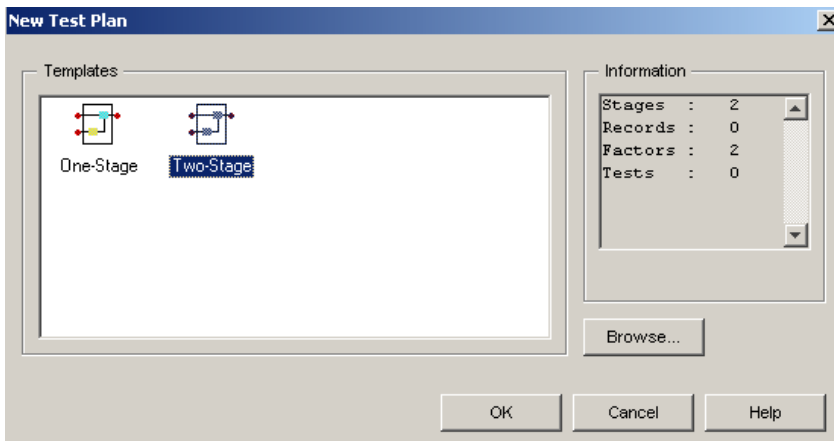 New Test Plan
Templates
One-Stage
Two-Stage
Information
Stages : 2
Records : 0
Factors : 2
Tests : 0
Browse...
OK
Cancel
Help